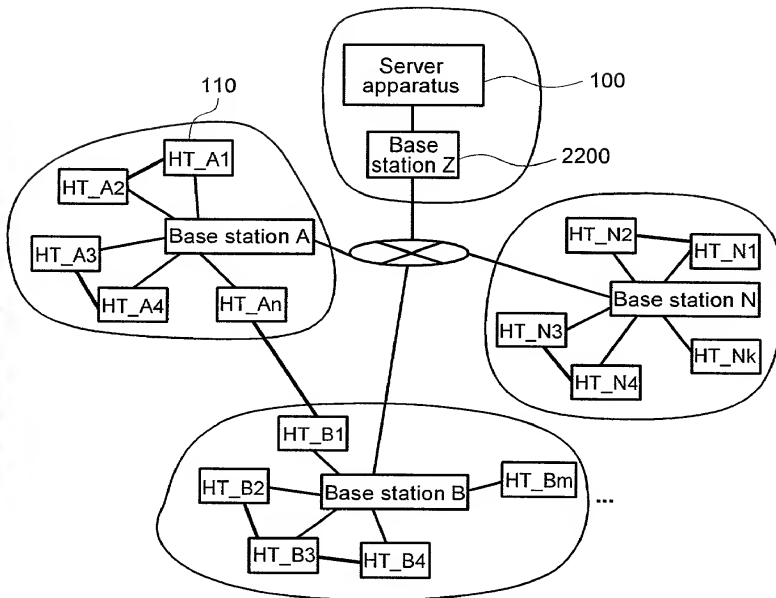 Server
apparatus
100
Base
station Z
2200
110
HT_A1
HT_A2
Base station A
HT_A3
HT_A4
HT_An
HT_N2
HT_N1
Base station N
HT_N3
HT_N4
HT_Nk
HT_B1
HT_B2
Base station B
HT_Bm
...
HT_B3
HT_B4